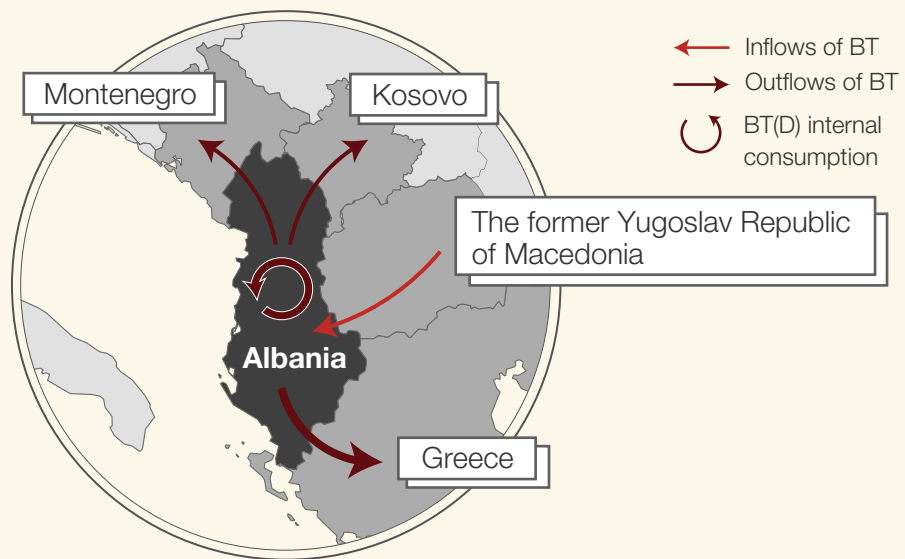 Inflows of BT
Outflows of BT
BT(D) internal
consumption
Montenegro
Kosovo
The former Yugoslav Republic
of Macedonia
Albania
Greece